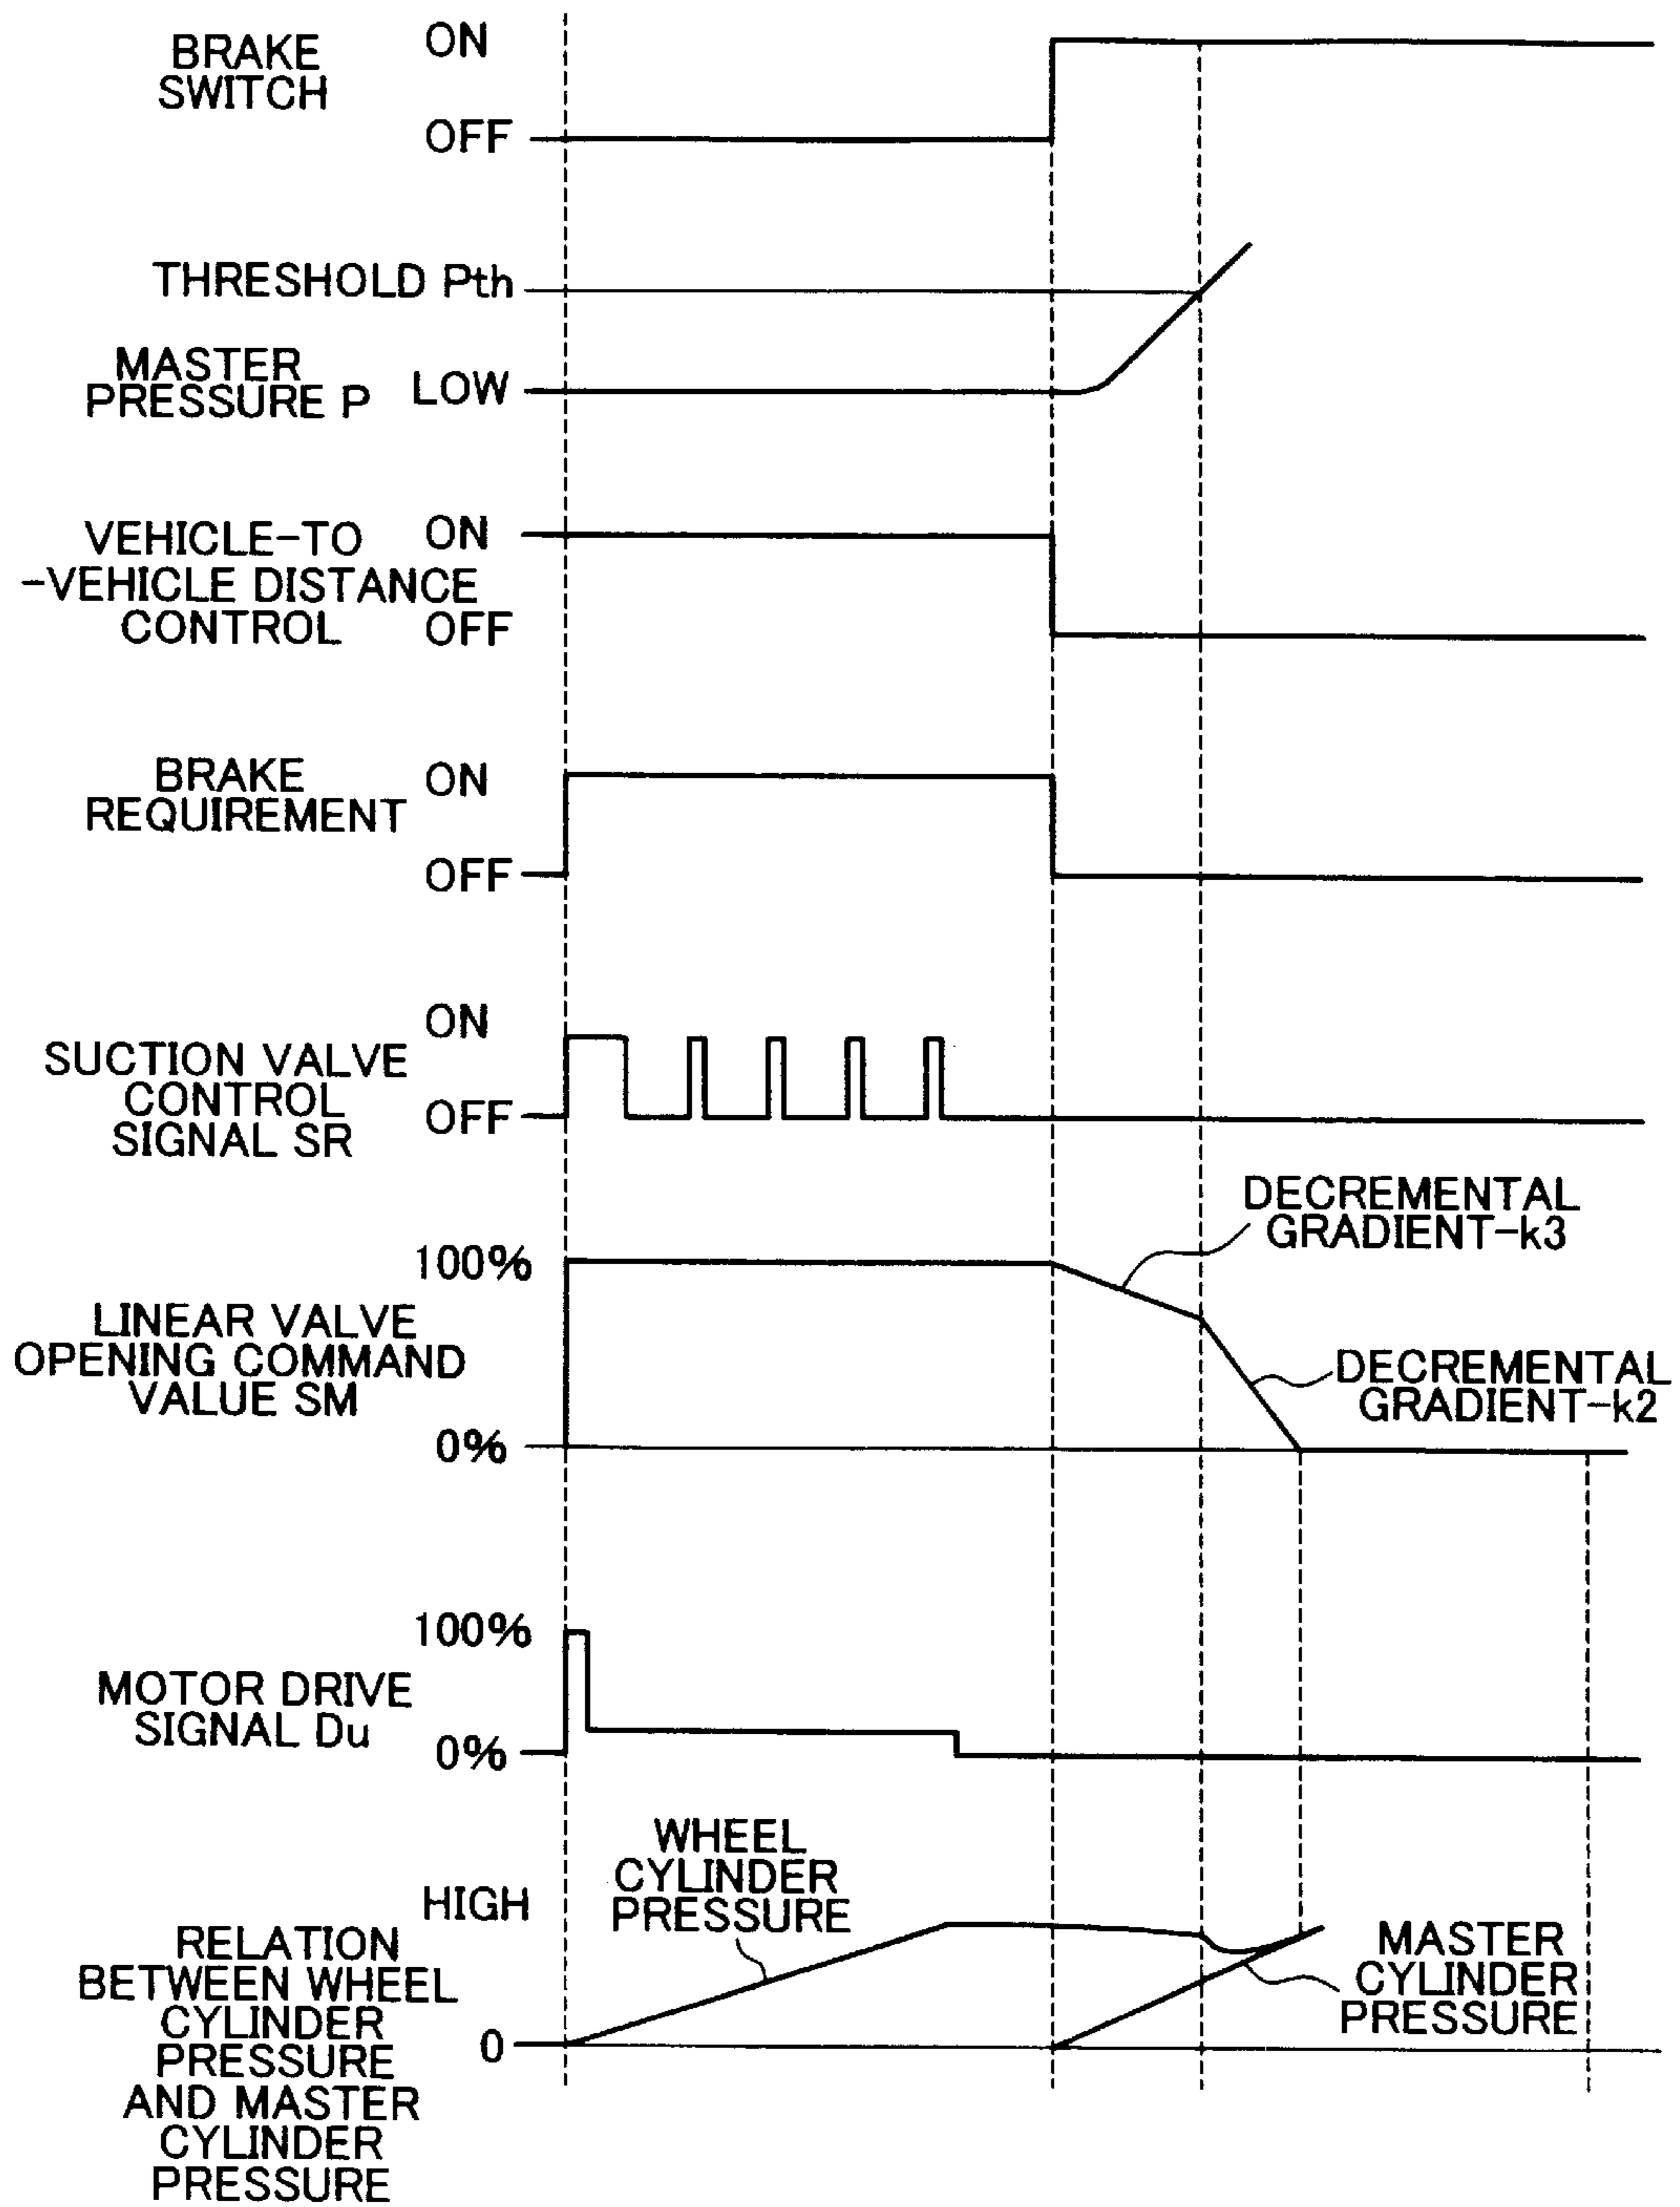 BRAKE
SWITCH
ON
OFF
THRESHOLD Pth
MASTER
PRESSURE P
LOW
VEHICLE-TO
-VEHICLE DISTANCE
CONTROL
ON
OFF
BRAKE
REQUIREMENT
ON
OFF
SUCTION VALVE
CONTROL
SIGNAL SR
ON
OFF
DECREMENTAL
GRADIENT-k3
LINEAR VALVE
OPENING COMMAND
VALUE SM
100%
0%
DECREMENTAL
GRADIENT-k2
MOTOR DRIVE
SIGNAL Du
100%
0%
WHEEL
CYLINDER
PRESSURE
HIGH
0
RELATION
BETWEEN WHEEL
CYLINDER
PRESSURE
AND MASTER
CYLINDER
PRESSURE
MASTER
CYLINDER
PRESSURE